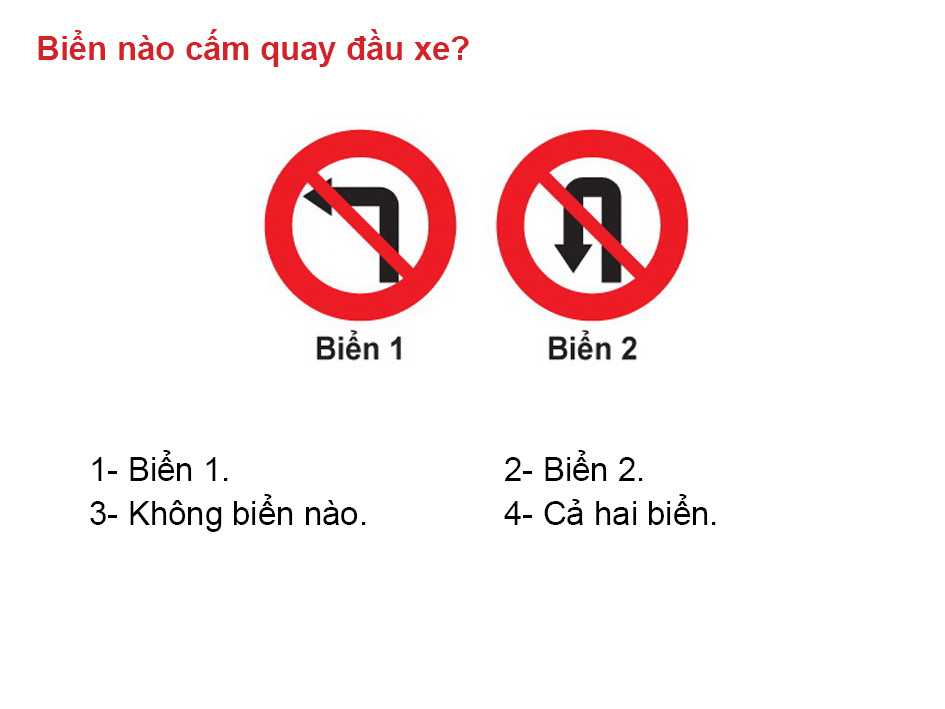 Biển nào cấm quay đầu xe?
Biển 1
Biển 2
1- Biển 1.
2- Biển 2.
3- Không biển nào.
4- Cả hai biển.